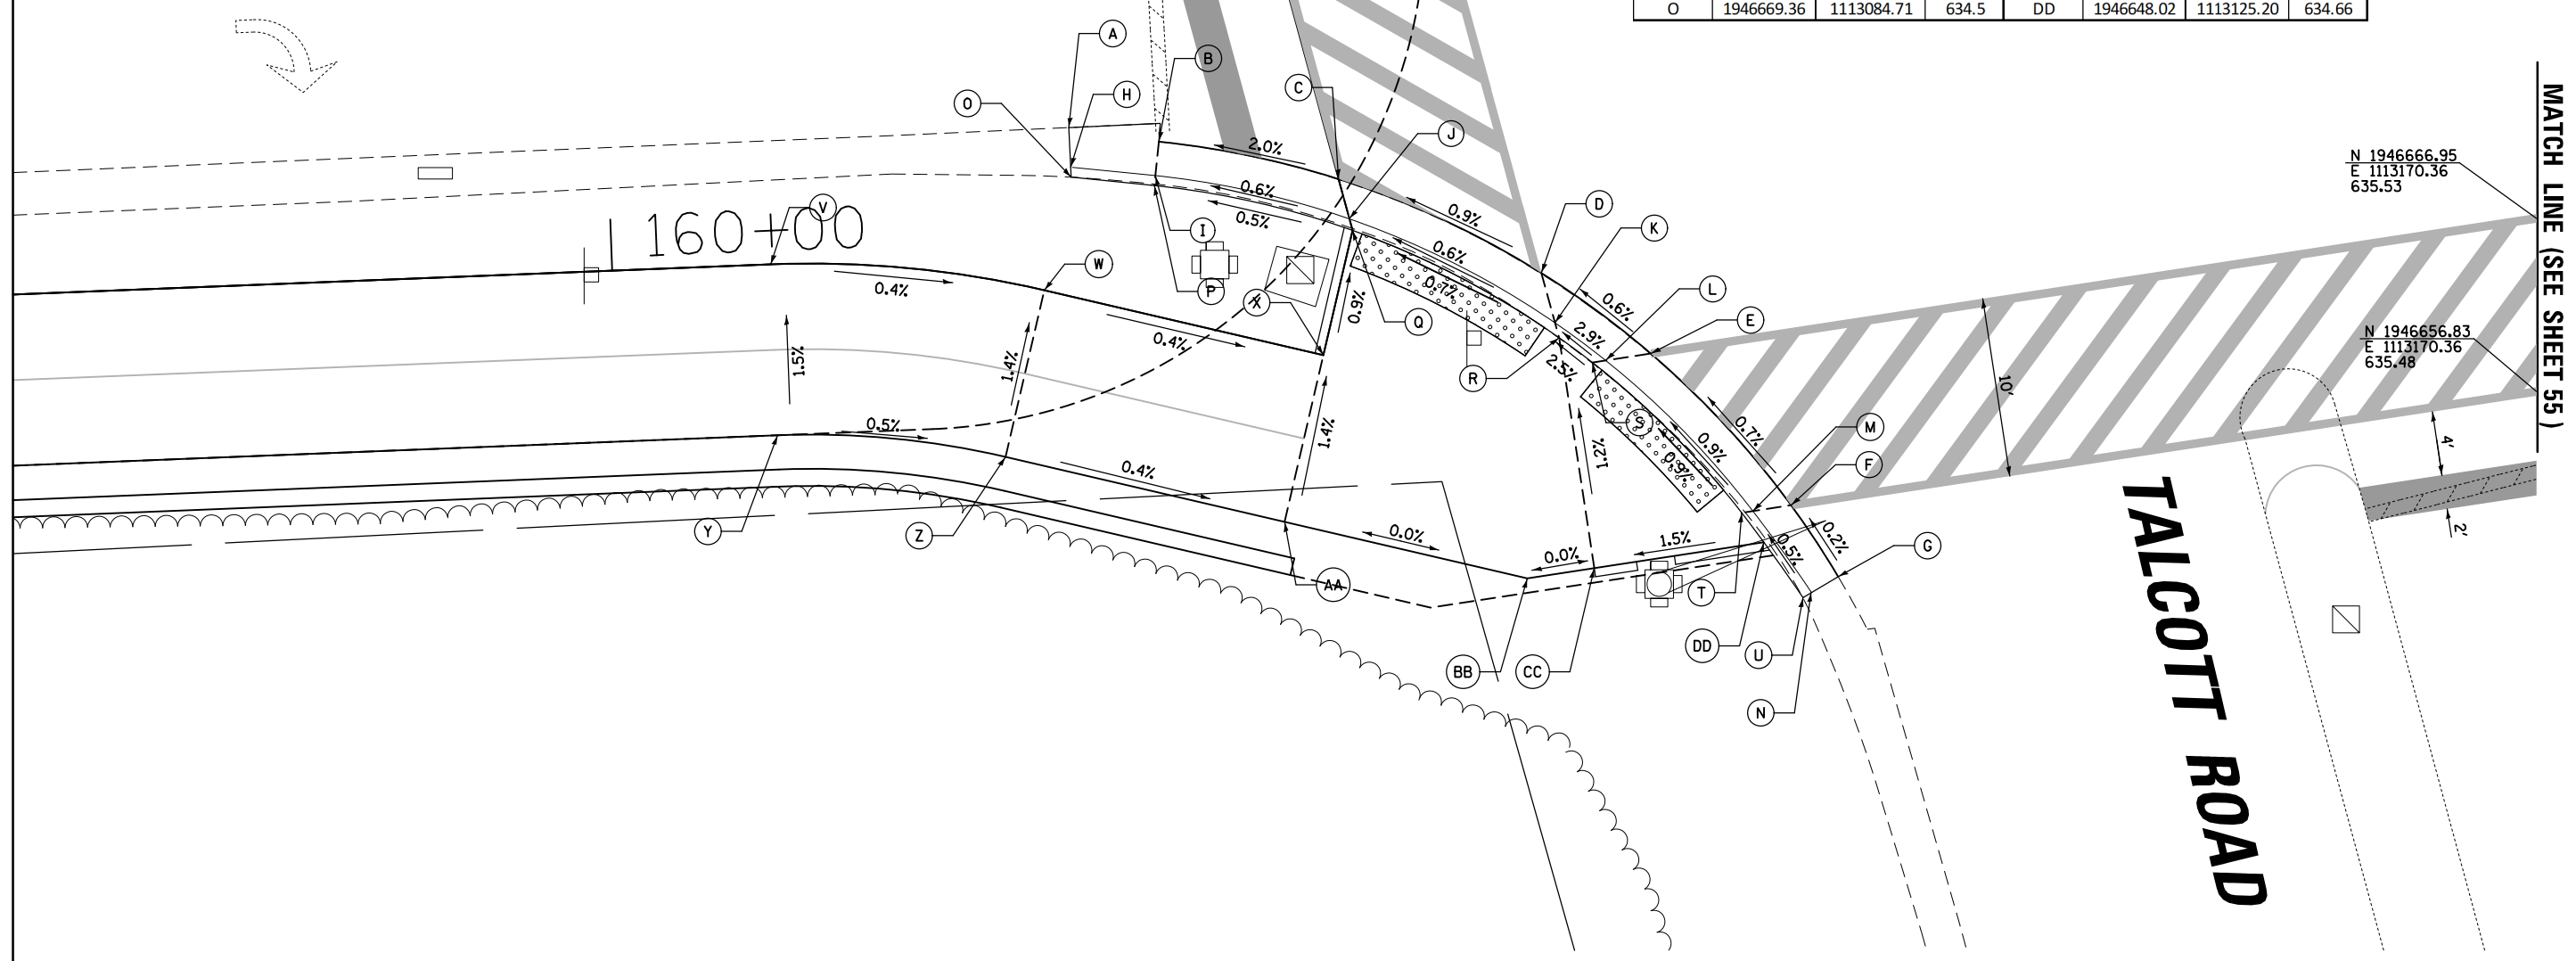 O 1946669.36 1113084.71 634.5 DD 1946648.02 1113125.20 634.66
A
B
C
H
O
J
2.0%
MATCH LINE (SEE SHEET 55)
N 1946666.95
E 1113170.36
635.53
0.6%
0.5%
0.9%
D
K
V
160+00
I
0.6%
W
P
X
0.7%
L
0.4%
0.9%
Q
0.6%
E
2.9%
1.5%
1.4%
0.4%
R
2.5%
N 1946656.83
E 1113170.36
635.48
10'
0.5%
1.4%
S
0.7%
M
1.2%
0.9%
0.9%
F
4'
0.4%
Y
Z
0.0%
0.0%
1.5%
0.5%
0.2%
G
2'
AA
T
BB
CC
DD
U
N
TALCOTT ROAD